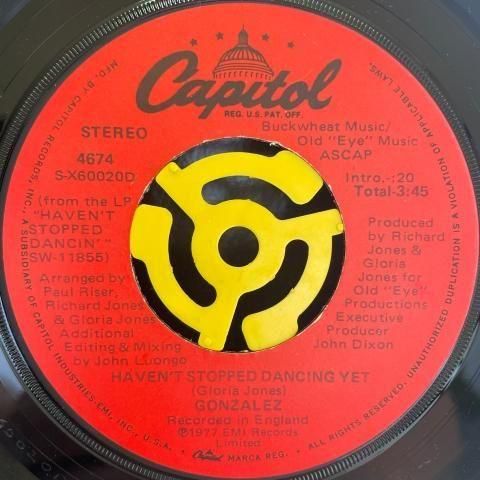 Capitol
REG. U.S. PAT. OFF.
STEREO
4674
S-X60020D
(from the LP
"HAVEN'T
STOPPED
DANCIN'"
(SW-11855)
Arranged by
Paul Riser,
Richard Jones
& Gloria Jones
Additional
Editing & Mixing
by John Luongo
Buckwheat Music/
Old "Eye" Music
ASCAP
Intro.-:20
Total-3:45
Produced by
Richard
Jones &
Gloria
Jones for
Old "Eye"
Productions
Executive
Producer
John Dixon
HAVEN'T STOPPED DANCING YET
(Gloria Jones)
GONZALEZ
Recorded in England
℗1977 EMI Records
Limited
MFG. BY CAPITOL RECORDS, INC., A SUBSIDIARY OF CAPITOL INDUSTRIES EMI, INC., U.S.A. • Capitol MARCA REG. • ALL RIGHTS RESERVED. UNAUTHORIZED DUPLICATION IS A VIOLATION OF APPLICABLE LAWS.